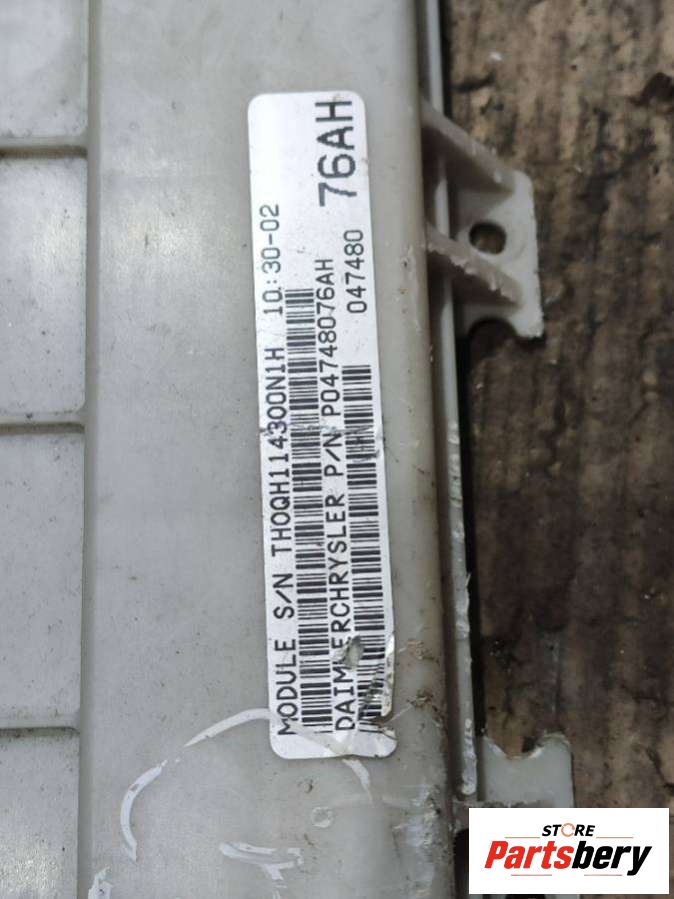 MODULE S/N THOQH114300N1H 10:30-02
DAIMLERCHRYSLER P/N P04748076AH
047480 76AH
STORE
Partsbery